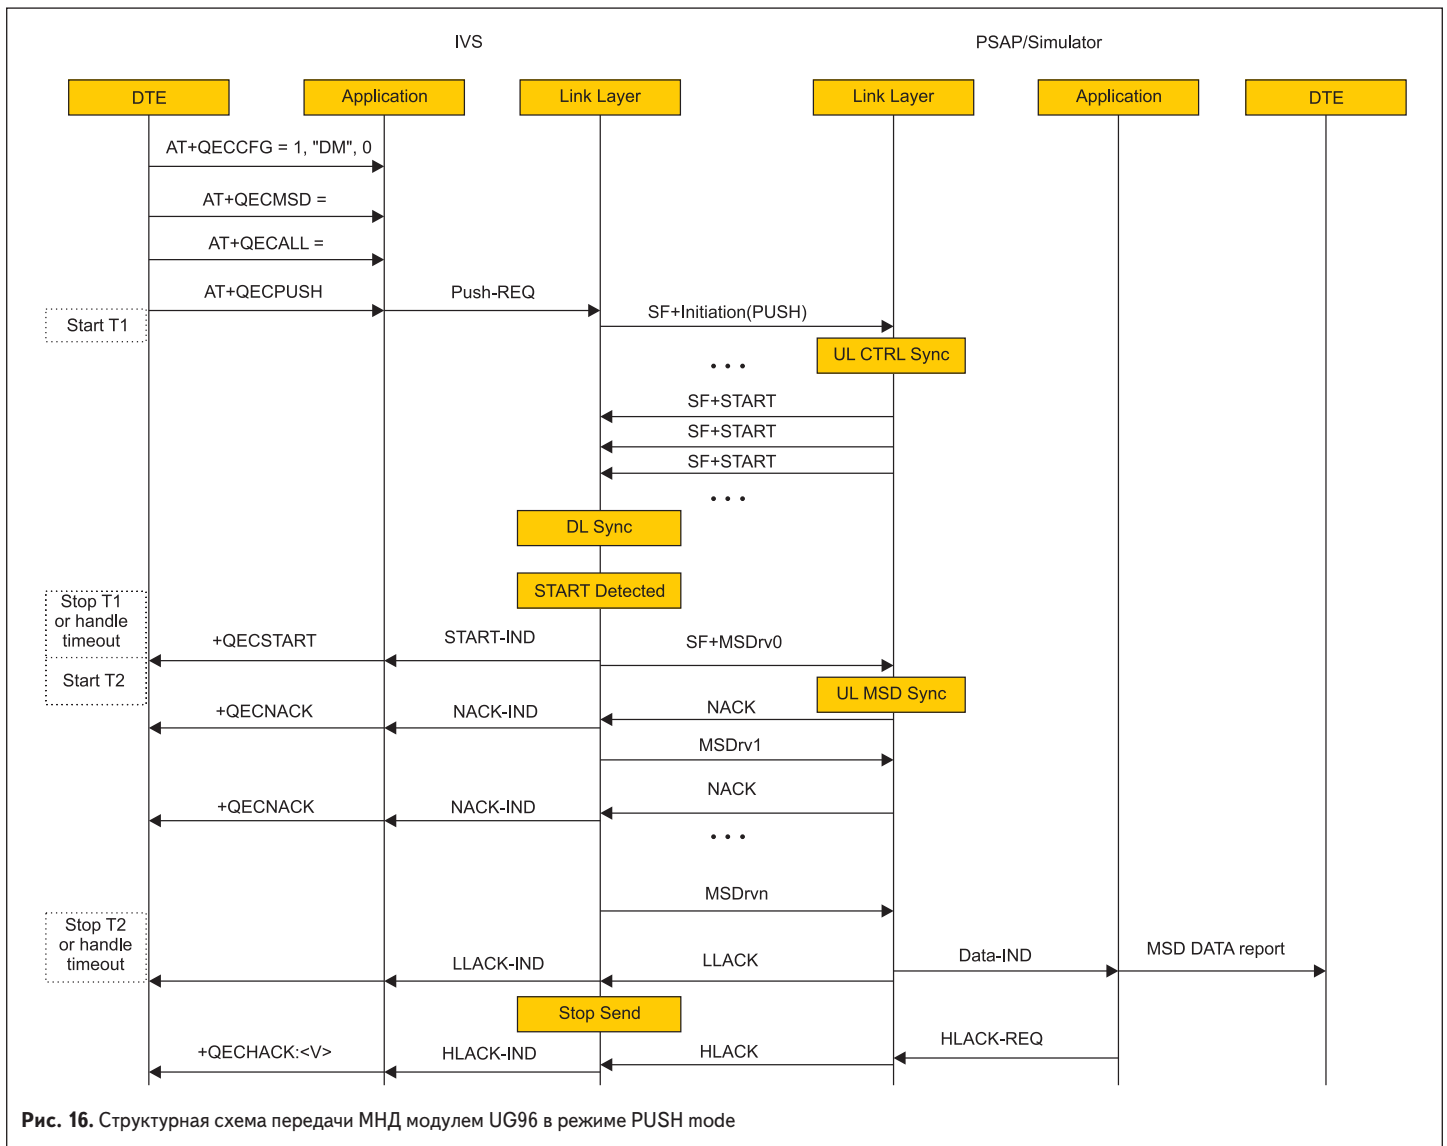 IVS
PSAP/Simulator
DTE
Application
Link Layer
Link Layer
Application
DTE
AT+QECCFG = 1, "DM", 0
AT+QECMSD =
AT+QECALL =
AT+QECPUSH
Push-REQ
SF+Initiation(PUSH)
Start T1
UL CTRL Sync
• • •
SF+START
SF+START
SF+START
• • •
DL Sync
START Detected
Stop T1
or handle
timeout
+QECSTART
START-IND
SF+MSDrv0
Start T2
UL MSD Sync
+QECNACK
NACK-IND
NACK
MSDrv1
NACK
+QECNACK
NACK-IND
• • •
MSDrvn
Stop T2
or handle
timeout
LLACK-IND
LLACK
Data-IND
MSD DATA report
Stop Send
HLACK-REQ
+QECHACK:<V>
HLACK-IND
HLACK
Рис. 16. Структурная схема передачи МНД модулем UG96 в режиме PUSH mode